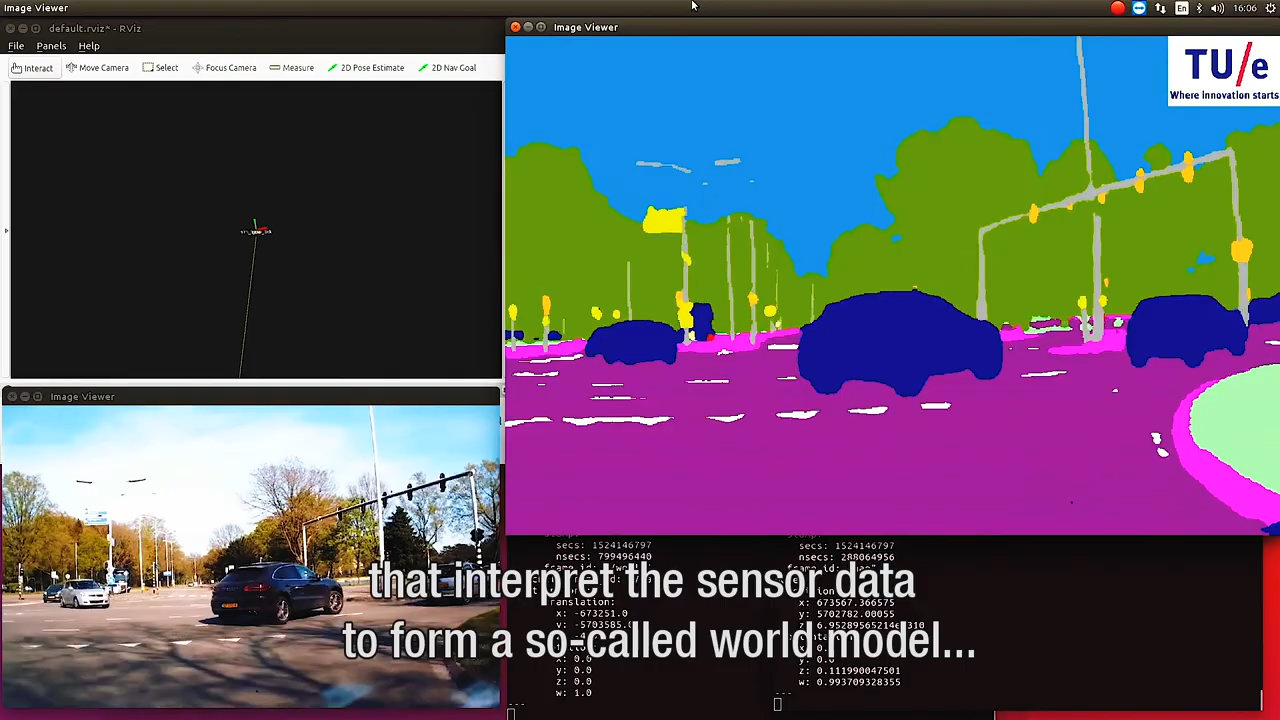 Image Viewer
En
16:06
default.rviz* - RViz
File Panels Help
Interact Move Camera Select Focus Camera Measure 2D Pose Estimate 2D Nav Goal
Image Viewer
TU/e
Where innovation starts
Image Viewer
secs: 1524146797
nsecs: 799496440
secs: 1524146797
nsecs: 288064956
that interpret the sensor data
to form a so-called world model...
translation:
x: -673251.0
x: 673567.366575
y: 5702782.00055
y: 0.0
z: 0.0
w: 1.0
z: 0.111990047501
w: 0.993709328355
---
---